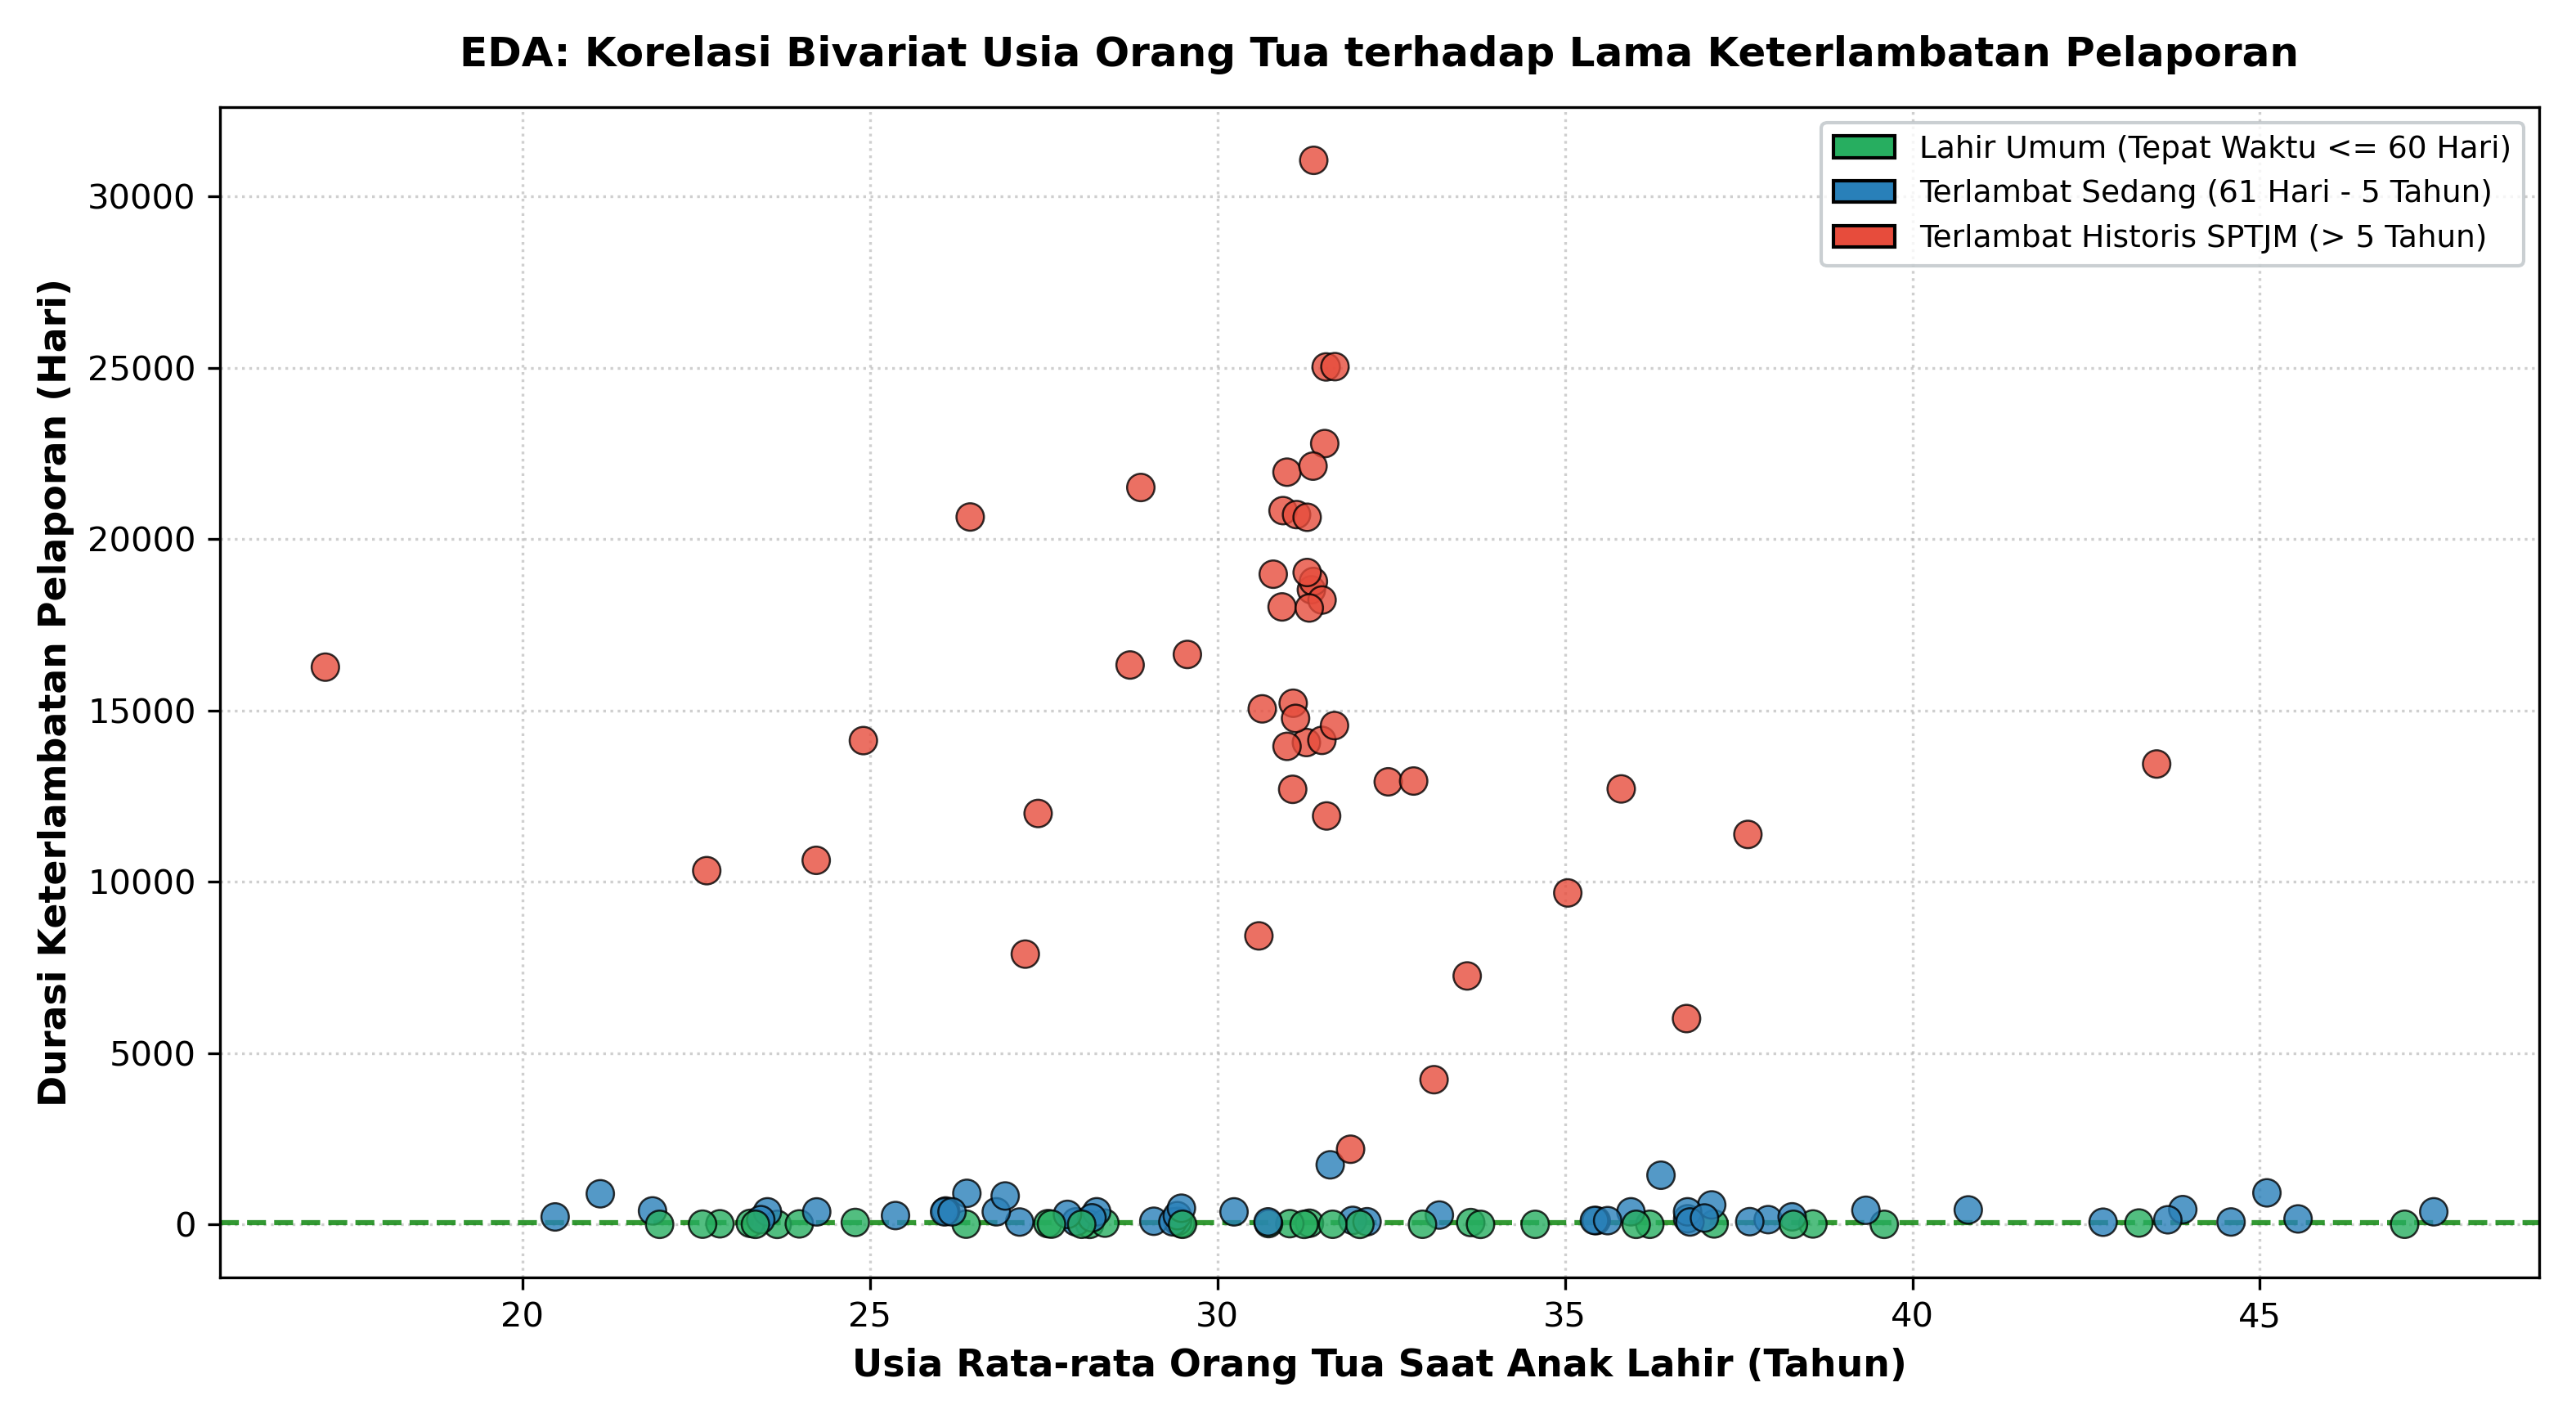 EDA: Korelasi Bivariat Usia Orang Tua terhadap Lama Keterlambatan Pelaporan
Lahir Umum (Tepat Waktu <= 60 Hari)
Terlambat Sedang (61 Hari - 5 Tahun)
Terlambat Historis SPTJM (> 5 Tahun)
Durasi Keterlambatan Pelaporan (Hari)
30000
25000
20000
15000
10000
5000
0
20 25 30 35 40 45
Usia Rata-rata Orang Tua Saat Anak Lahir (Tahun)